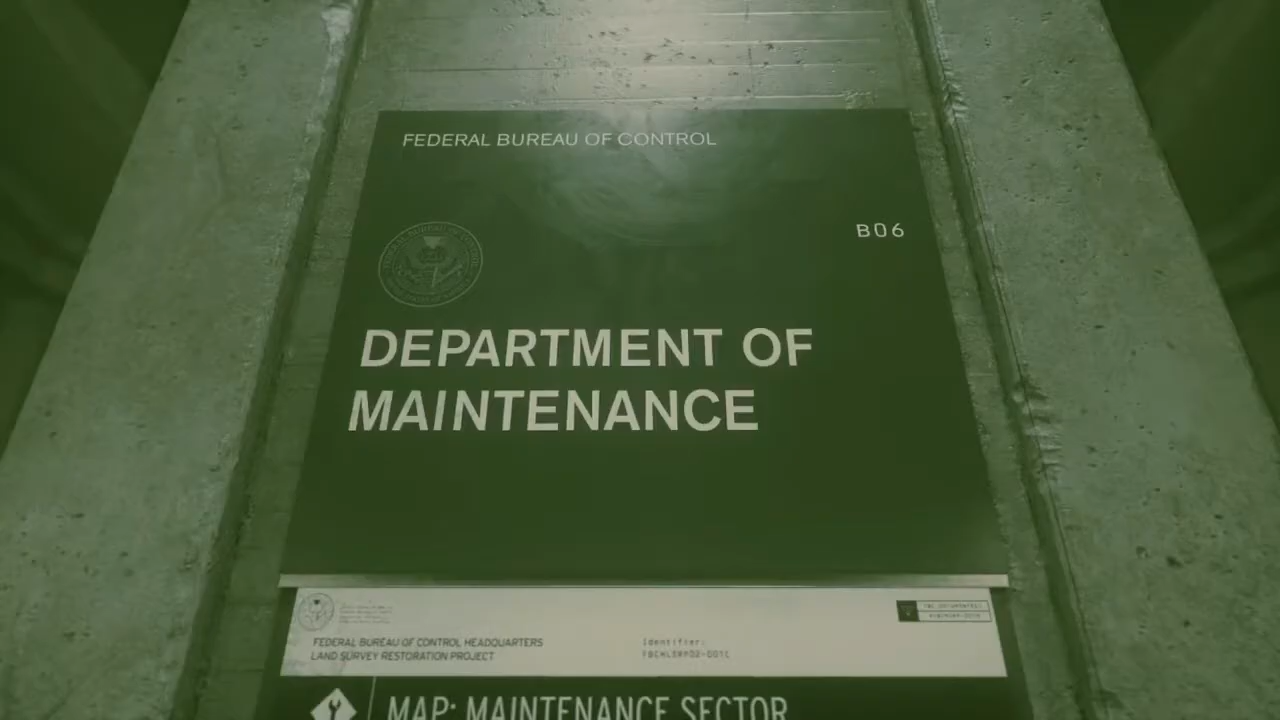 FEDERAL BUREAU OF CONTROL
B06
DEPARTMENT OF
MAINTENANCE
FEDERAL BUREAU OF CONTROL HEADQUARTERS
LAND SURVEY RESTORATION PROJECT
Identifier:
MAP: MAINTENANCE SECTOR